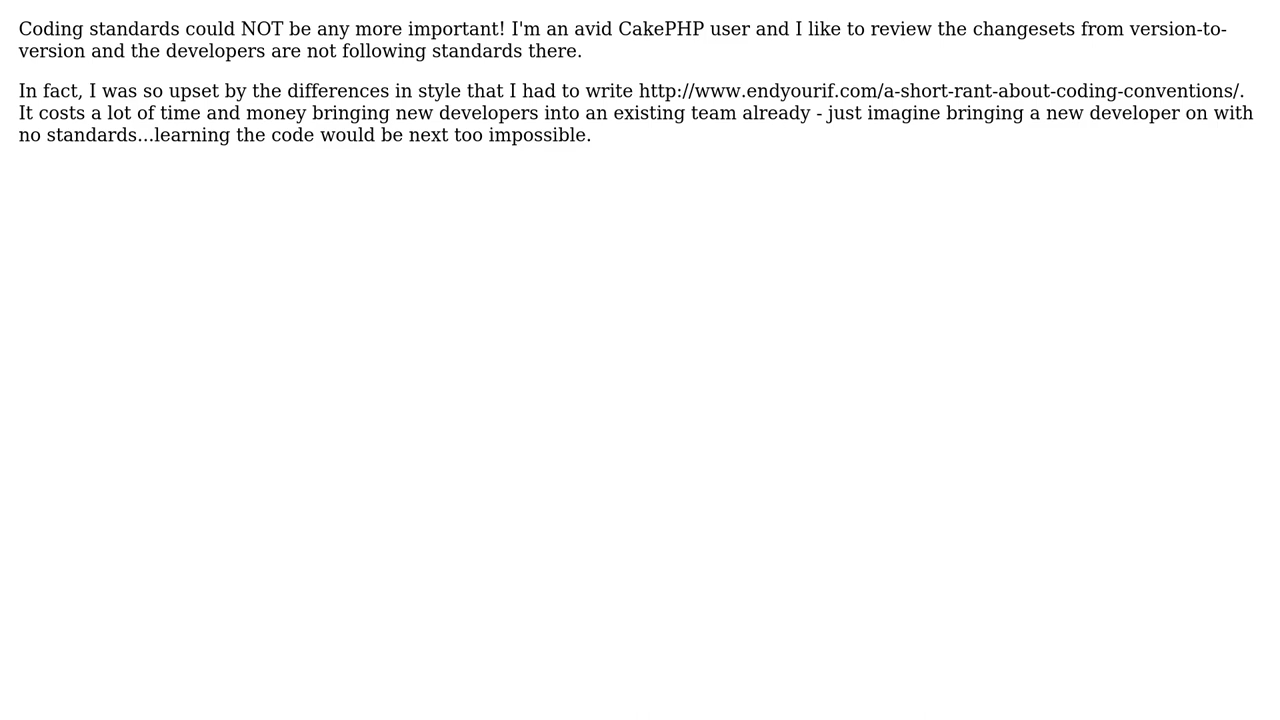 Coding standards could NOT be any more important! I'm an avid CakePHP user and I like to review the changesets from version-to-
version and the developers are not following standards there.
In fact, I was so upset by the differences in style that I had to write http://www.endyourif.com/a-short-rant-about-coding-conventions/.
It costs a lot of time and money bringing new developers into an existing team already - just imagine bringing a new developer on with
no standards...learning the code would be next too impossible.